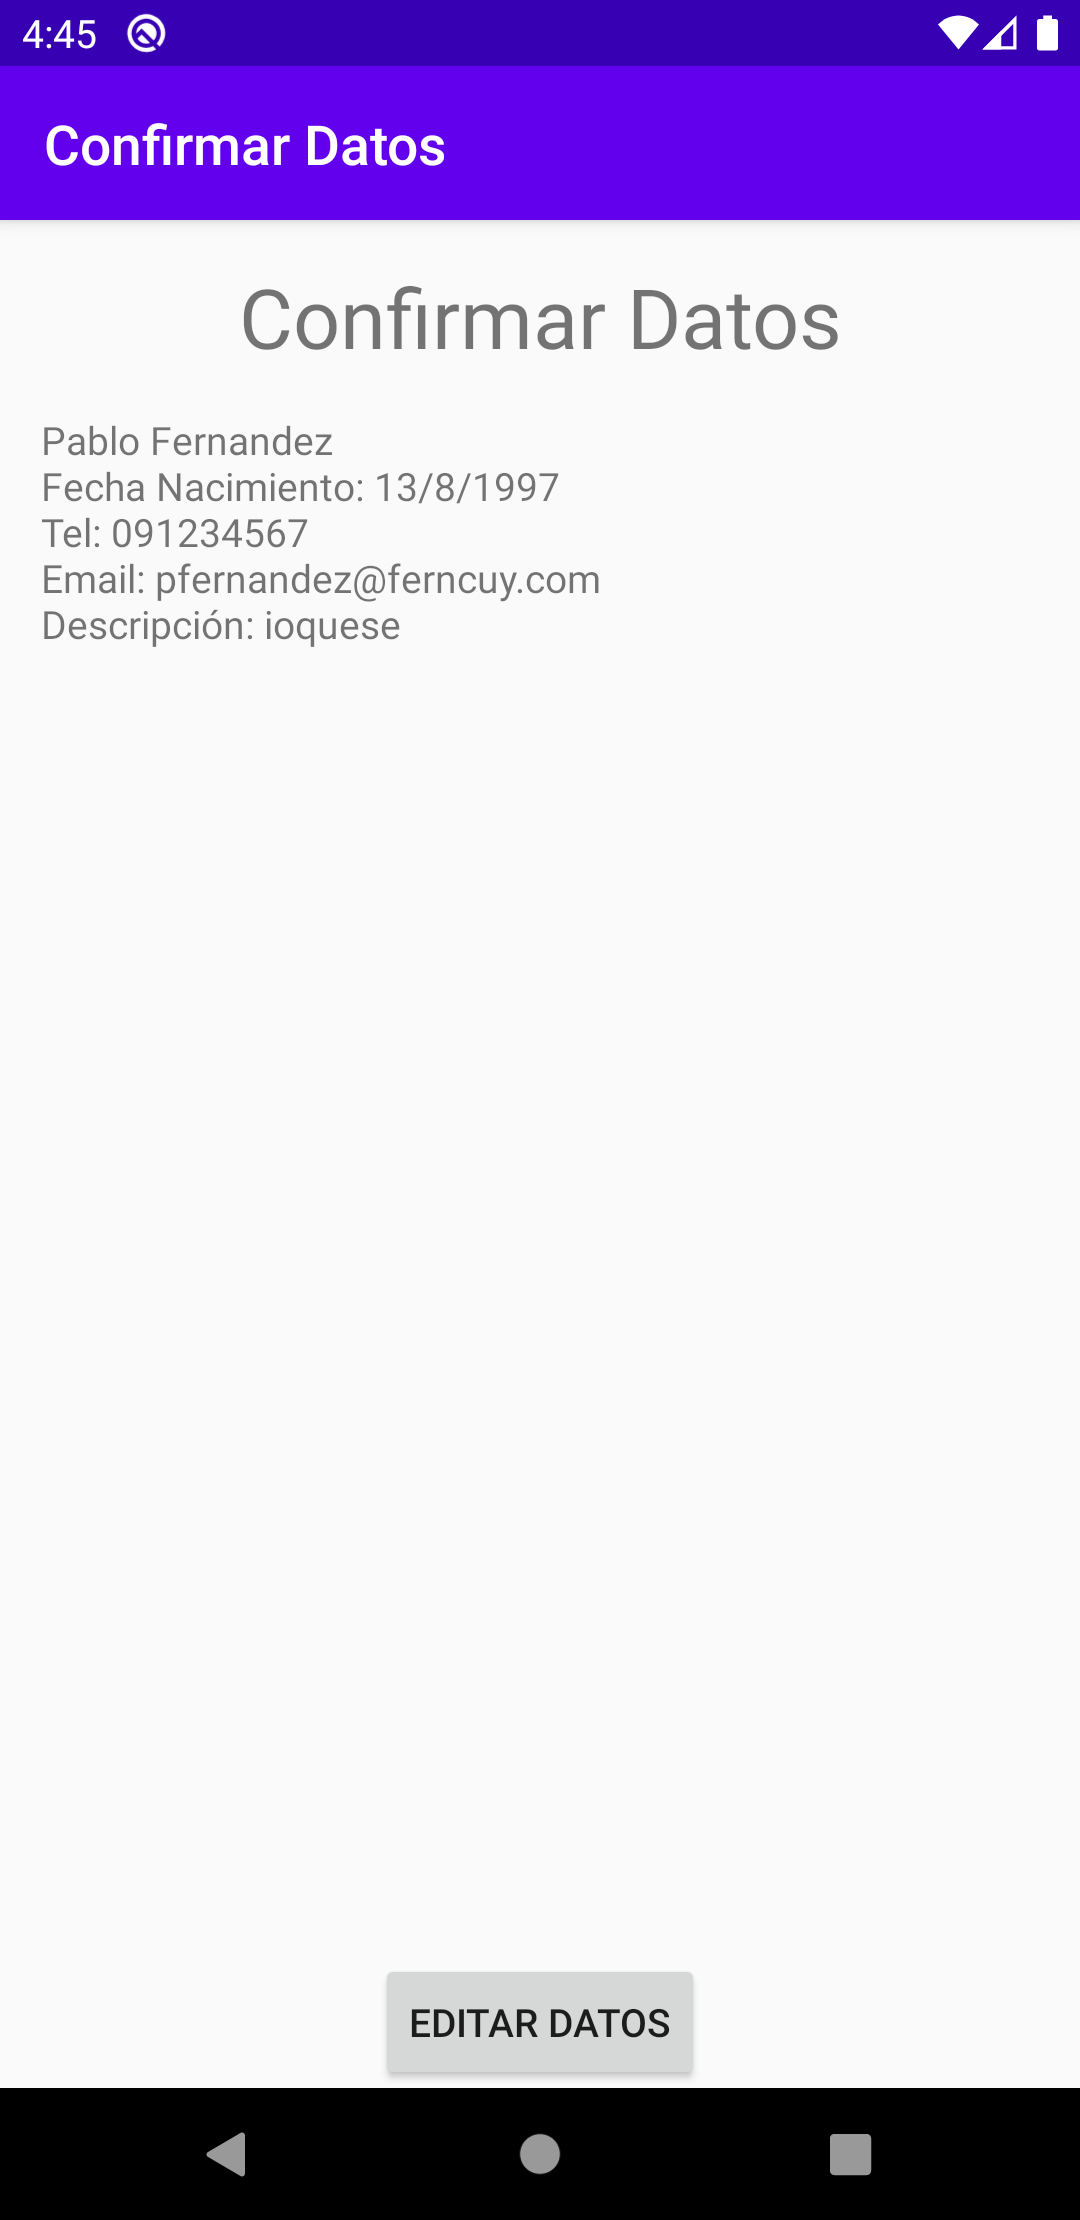 4:45
Confirmar Datos
Confirmar Datos
Pablo Fernandez
Fecha Nacimiento: 13/8/1997
Tel: 091234567
Email: pfernandez@ferncuy.com
Descripción: ioquese
EDITAR DATOS